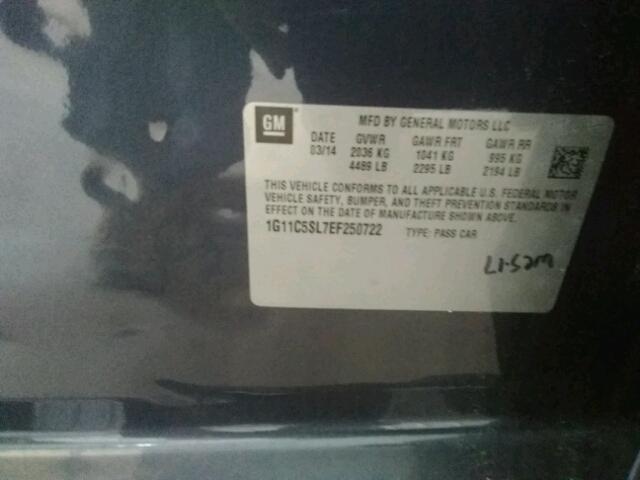 GM
MFD BY GENERAL MOTORS LLC
DATE GVWR GAWR FRT GAWR RR
03/14 2036 KG 1041 KG 995 KG
4489 LB 2295 LB 2194 LB
THIS VEHICLE CONFORMS TO ALL APPLICABLE U.S. FEDERAL MOTOR
VEHICLE SAFETY, BUMPER, AND THEFT PREVENTION STANDARDS IN
EFFECT ON THE DATE OF MANUFACTURE SHOWN ABOVE.
1G11C5SL7EF250722 TYPE: PASS CAR